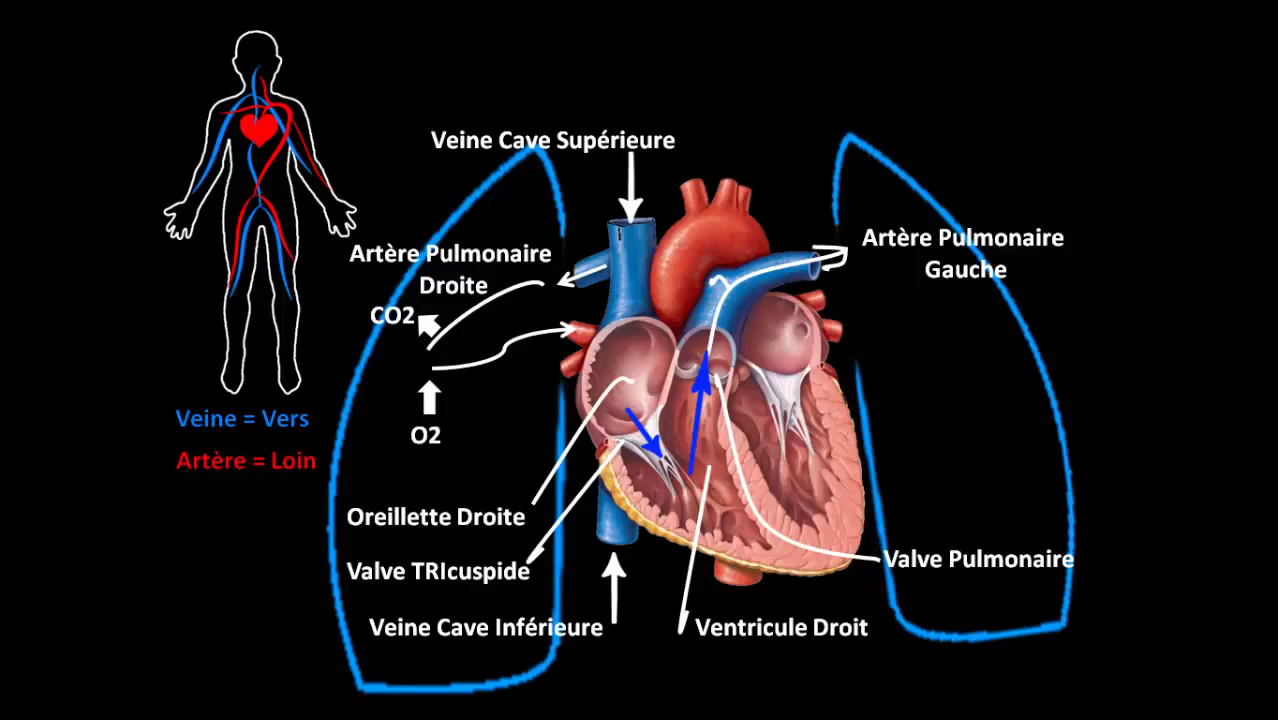 Veine Cave Supérieure
Artère Pulmonaire
Droite
Artère Pulmonaire
Gauche
CO2
O2
Veine = Vers
Artère = Loin
Oreillette Droite
Valve TRIcuspide
Valve Pulmonaire
Veine Cave Inférieure
Ventricule Droit